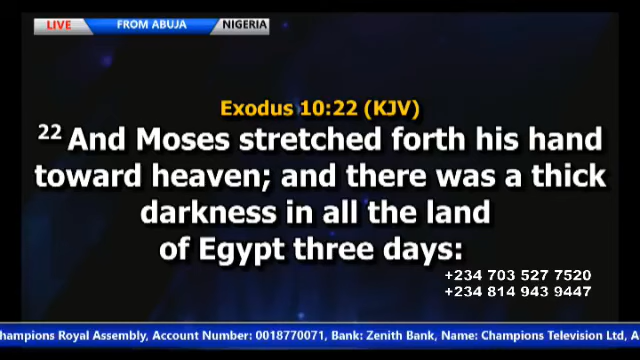 LIVE FROM ABUJA NIGERIA
Exodus 10:22 (KJV)
22 And Moses stretched forth his hand
toward heaven; and there was a thick
darkness in all the land
of Egypt three days:
+234 703 527 7520
+234 814 943 9447
hampions Royal Assembly, Account Number: 0018770071, Bank: Zenith Bank, Name: Champions Television Ltd, A